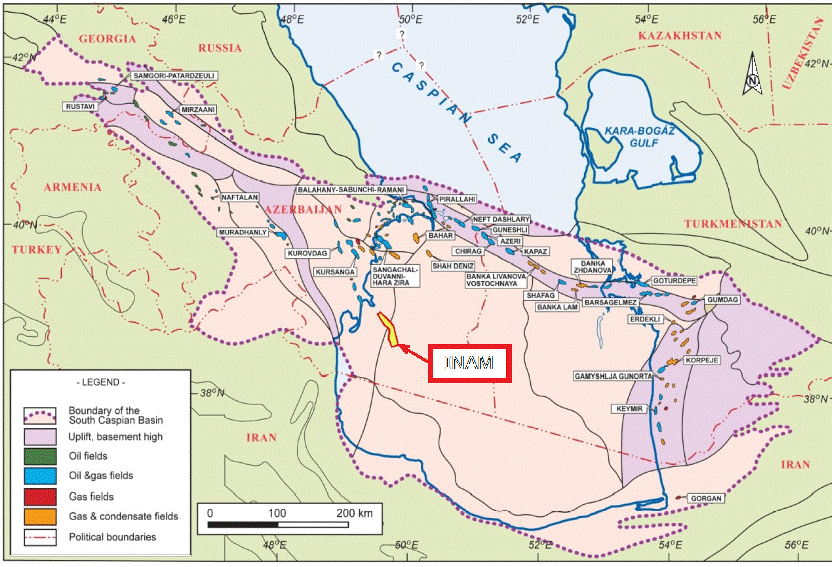 44°E
46°E
48°E
50°E
52°E
54°E
56°E
42°N
42°N
GEORGIA
RUSSIA
KAZAKHSTAN
UZBEKISTAN
?
?
?
N
CASPIAN SEA
SAMGORI-PATARDZEULI
RUSTAVI
MIRZAANI
KARA-BOGAZ
GULF
ARMENIA
NAFTALAN
AZERBAIJAN
BALAHANY-SABUNCHI-RAMANI
PIRALLAHI
NEFT DASHLARY
GUNESHLI
AZERI
KAPAZ
TURKMENISTAN
40°N
40°N
TURKEY
MURADHANLY
BAHAR
CHIRAG
KUROVDAG
KURSANGA
SANGACHAL-
DUVANNI-
HARA ZIRA
SHAH DENIZ
BANKA LIVANOVA
VOSTOCHNAYA
DANKA
ZHDANOVA
GOTURDEPE
SHAFAG
BANKA LAM
BARSAGELMEZ
GUMDAG
ERDEKLI
INAM
KORPEJE
GAMYSHLJA GUNORTA
KEYMIR
38°N
38°N
IRAN
IRAN
GORGAN
- LEGEND -
Boundary of the
South Caspian Basin
Uplift, basement high
Oil fields
Oil &gas fields
Gas fields
Gas & condensate fields
Political boundaries
0
100
200 km
48°E
50°E
52°E
54°E
56°E